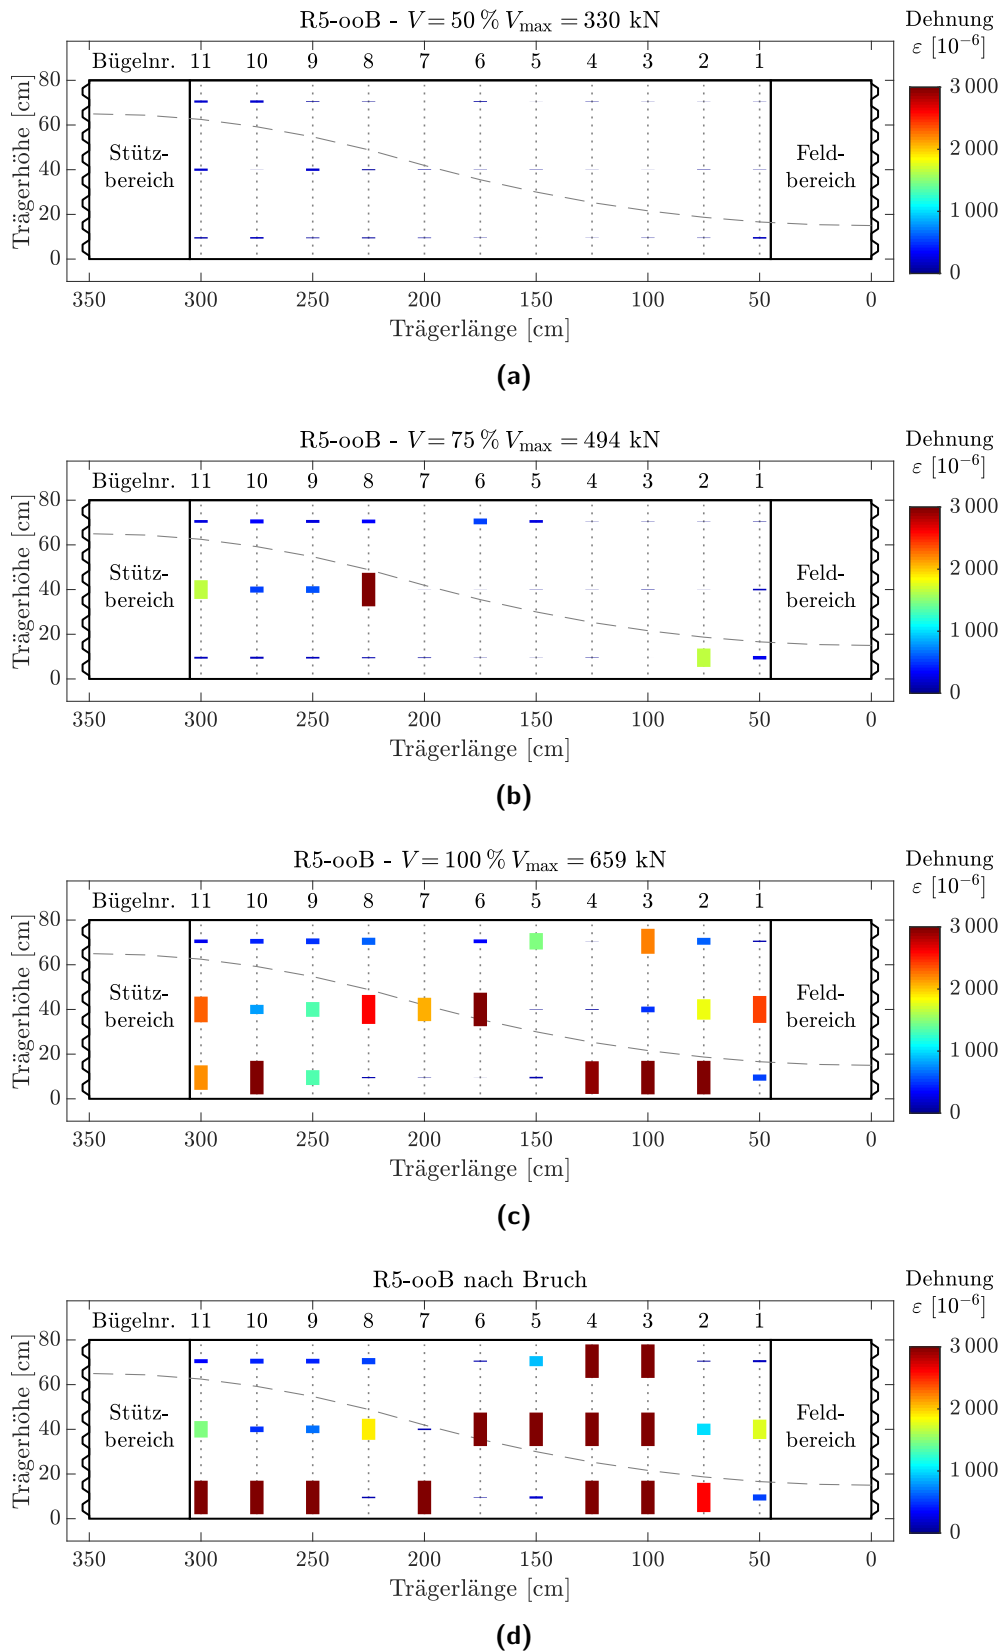 R5-ooB - V = 50 % Vmax = 330 kN
Dehnung
ε [10⁻⁶]
Bügelnr. 11 10 9 8 7 6 5 4 3 2 1
Trägerhöhe [cm]
80
60
40
20
0
Stütz-
bereich
Feld-
bereich
3 000
2 000
1 000
0
350 300 250 200 150 100 50 0
Trägerlänge [cm]
(a)
R5-ooB - V = 75 % Vmax = 494 kN
Dehnung
ε [10⁻⁶]
Bügelnr. 11 10 9 8 7 6 5 4 3 2 1
Trägerhöhe [cm]
80
60
40
20
0
Stütz-
bereich
Feld-
bereich
3 000
2 000
1 000
0
350 300 250 200 150 100 50 0
Trägerlänge [cm]
(b)
R5-ooB - V = 100 % Vmax = 659 kN
Dehnung
ε [10⁻⁶]
Bügelnr. 11 10 9 8 7 6 5 4 3 2 1
Trägerhöhe [cm]
80
60
40
20
0
Stütz-
bereich
Feld-
bereich
3 000
2 000
1 000
0
350 300 250 200 150 100 50 0
Trägerlänge [cm]
(c)
R5-ooB nach Bruch
Dehnung
ε [10⁻⁶]
Bügelnr. 11 10 9 8 7 6 5 4 3 2 1
Trägerhöhe [cm]
80
60
40
20
0
Stütz-
bereich
Feld-
bereich
3 000
2 000
1 000
0
350 300 250 200 150 100 50 0
Trägerlänge [cm]
(d)